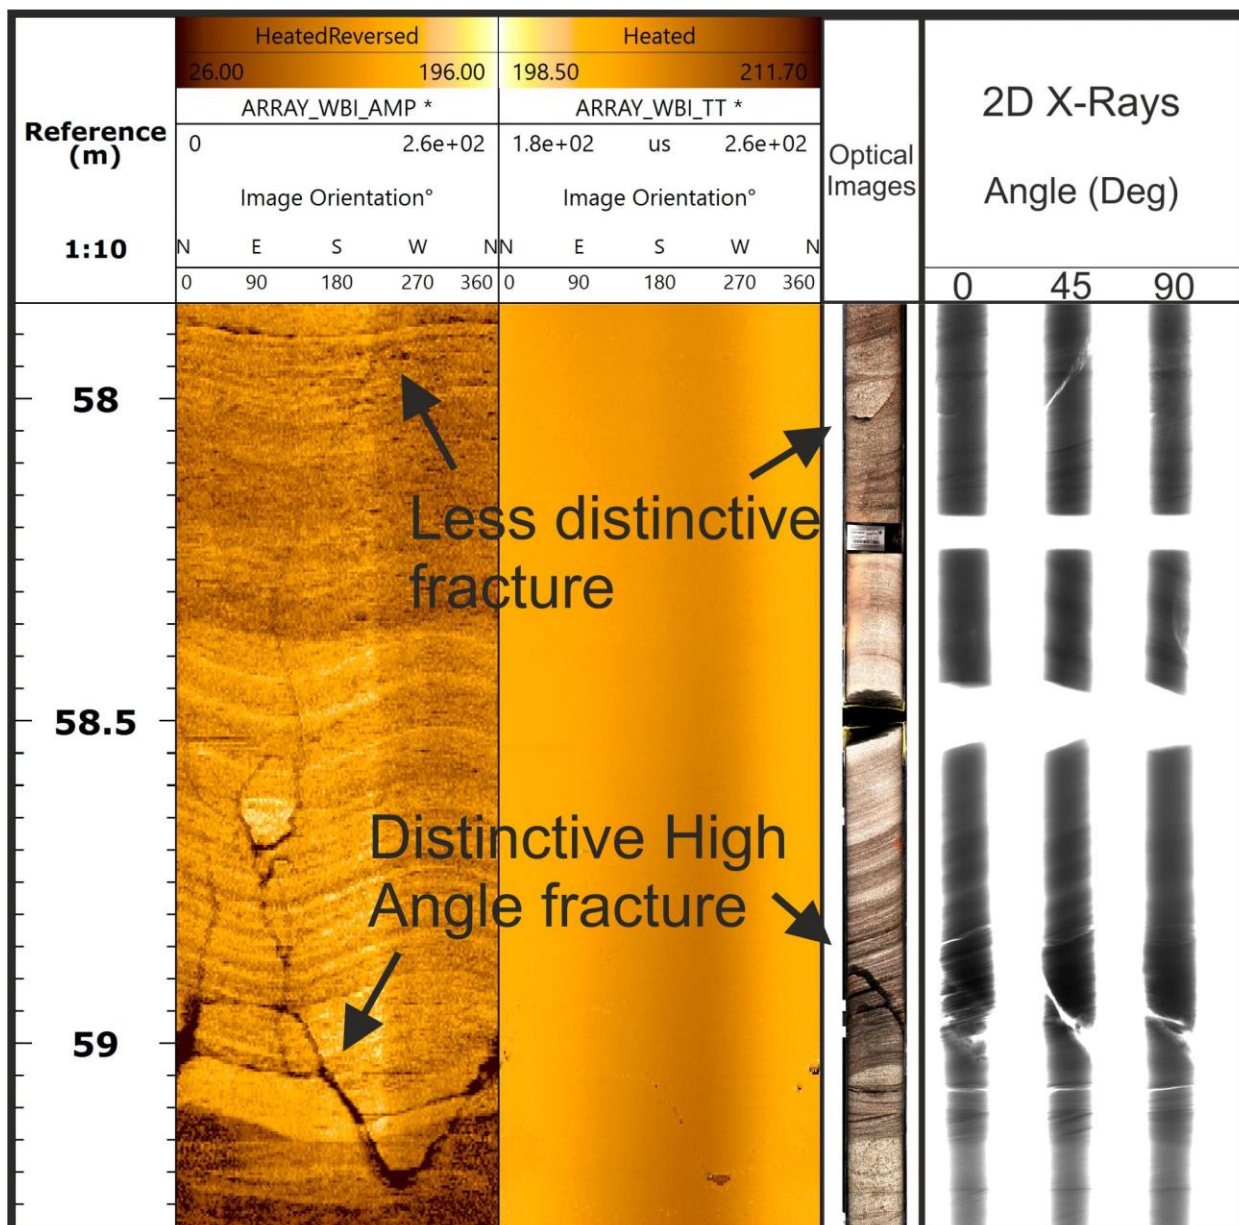 HeatedReversed
26.00 196.00
ARRAY_WBI_AMP *
0 2.6e+02
Image Orientation°
N E S W N
0 90 180 270 360
Heated
198.50 211.70
ARRAY_WBI_TT *
1.8e+02 us 2.6e+02
Image Orientation°
N E S W N
0 90 180 270 360
Reference
(m)
1:10
Optical
Images
2D X-Rays
Angle (Deg)
0 45 90
58
58.5
59
Less distinctive
fracture
Distinctive High
Angle fracture